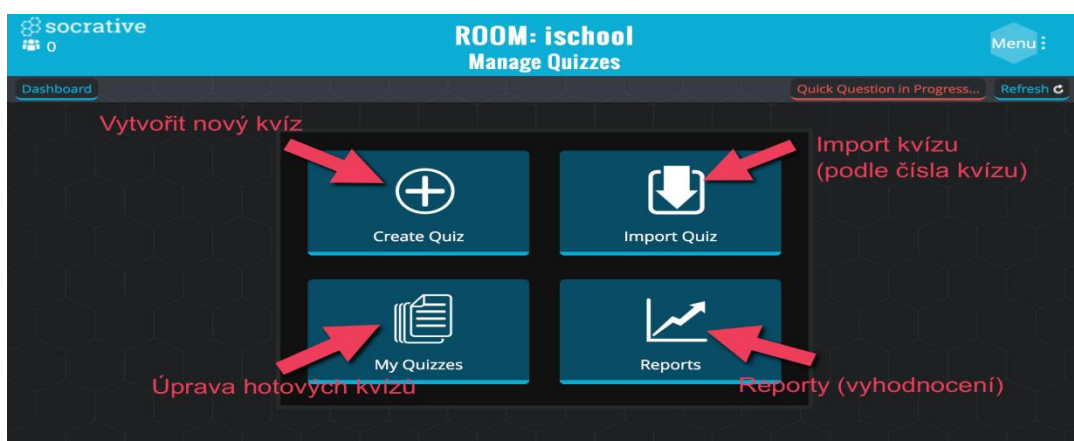 socrative
0
ROOM: ischool
Manage Quizzes
Menu
Dashboard
Quick Question in Progress...
Refresh
Vytvořit nový kvíz
Import kvízu
(podle čísla kvízu)
Create Quiz
Import Quiz
My Quizzes
Reports
Úprava hotových kvízů
Reporty (vyhodnocení)